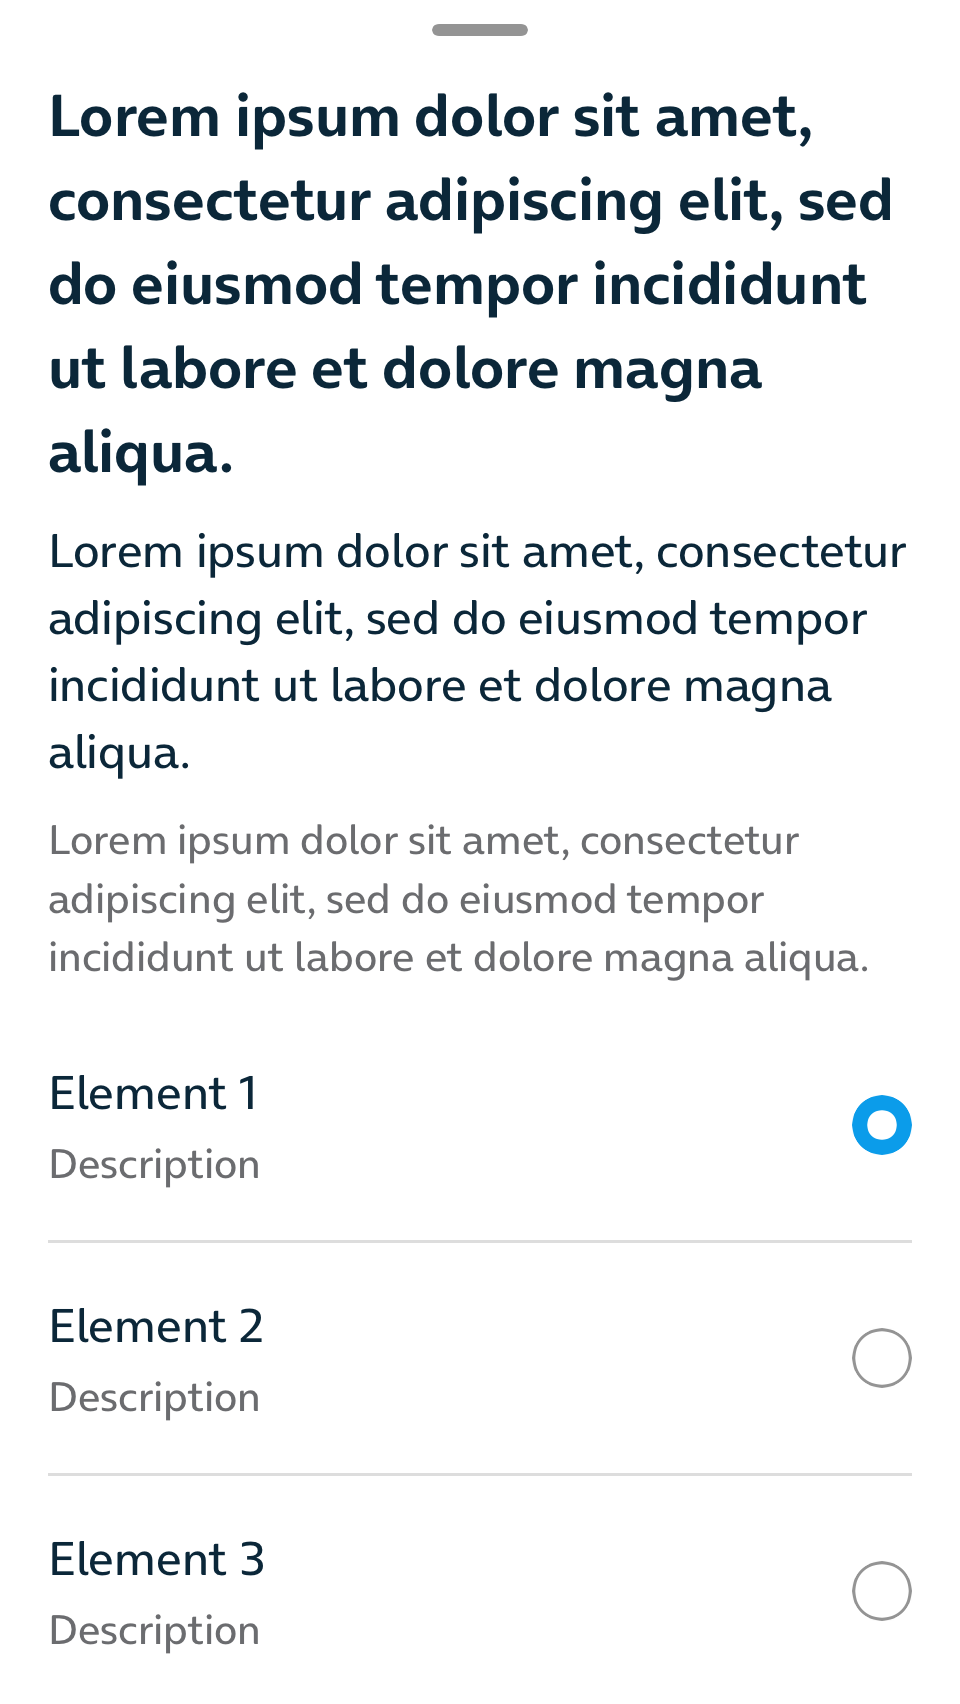 Lorem ipsum dolor sit amet,
consectetur adipiscing elit, sed
do eiusmod tempor incididunt
ut labore et dolore magna
aliqua.
Lorem ipsum dolor sit amet, consectetur
adipiscing elit, sed do eiusmod tempor
incididunt ut labore et dolore magna
aliqua.
Lorem ipsum dolor sit amet, consectetur
adipiscing elit, sed do eiusmod tempor
incididunt ut labore et dolore magna aliqua.
Element 1
Description
Element 2
Description
Element 3
Description